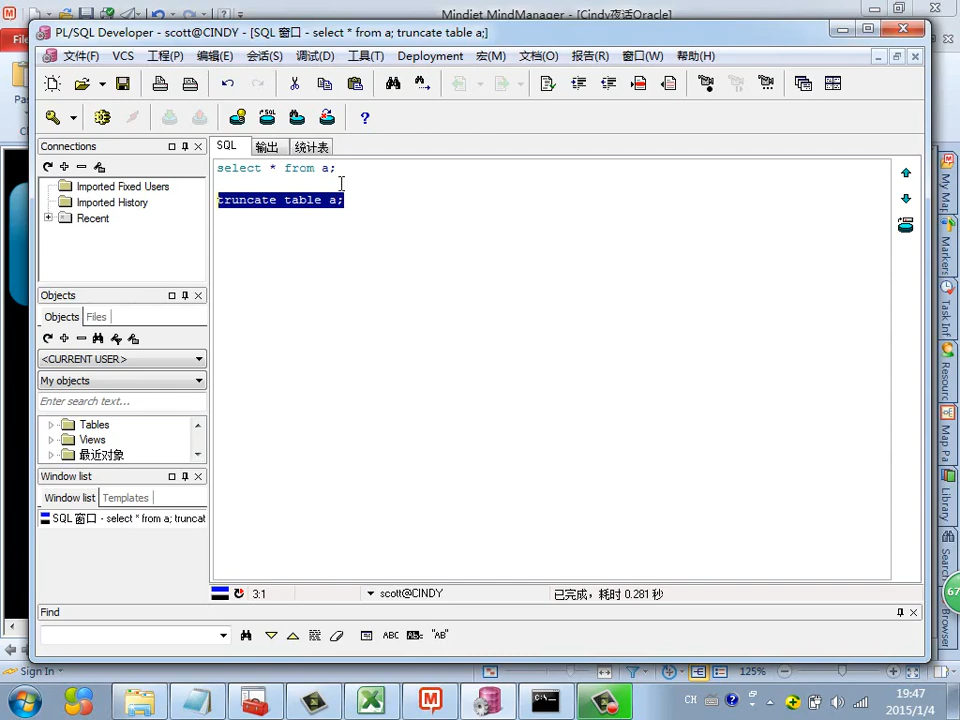 Mindjet MindManager - [Cindy夜话Oracle]
File
PL/SQL Developer - scott@CINDY - [SQL 窗口 - select * from a; truncate table a;]
文件(F) VCS 工程(P) 编辑(E) 会话(S) 调试(D) 工具(T) Deployment 宏(M) 文档(O) 报告(R) 窗口(W) 帮助(H)
Connections
Imported Fixed Users
Imported History
Recent
Objects
Objects Files
<CURRENT USER>
My objects
Enter search text...
Tables
Views
最近对象
Window list
Window list Templates
SQL 窗口 - select * from a; truncat
SQL 输出 统计表
select * from a;
truncate table a;
3:1 scott@CINDY 已完成，耗时 0.281 秒
Find
ABC "AB"
My M
Markers
Task Inf
Resourc
Map Pa
Library
Search
Browser
67
Sign In 125%
CH 19:47
2015/1/4